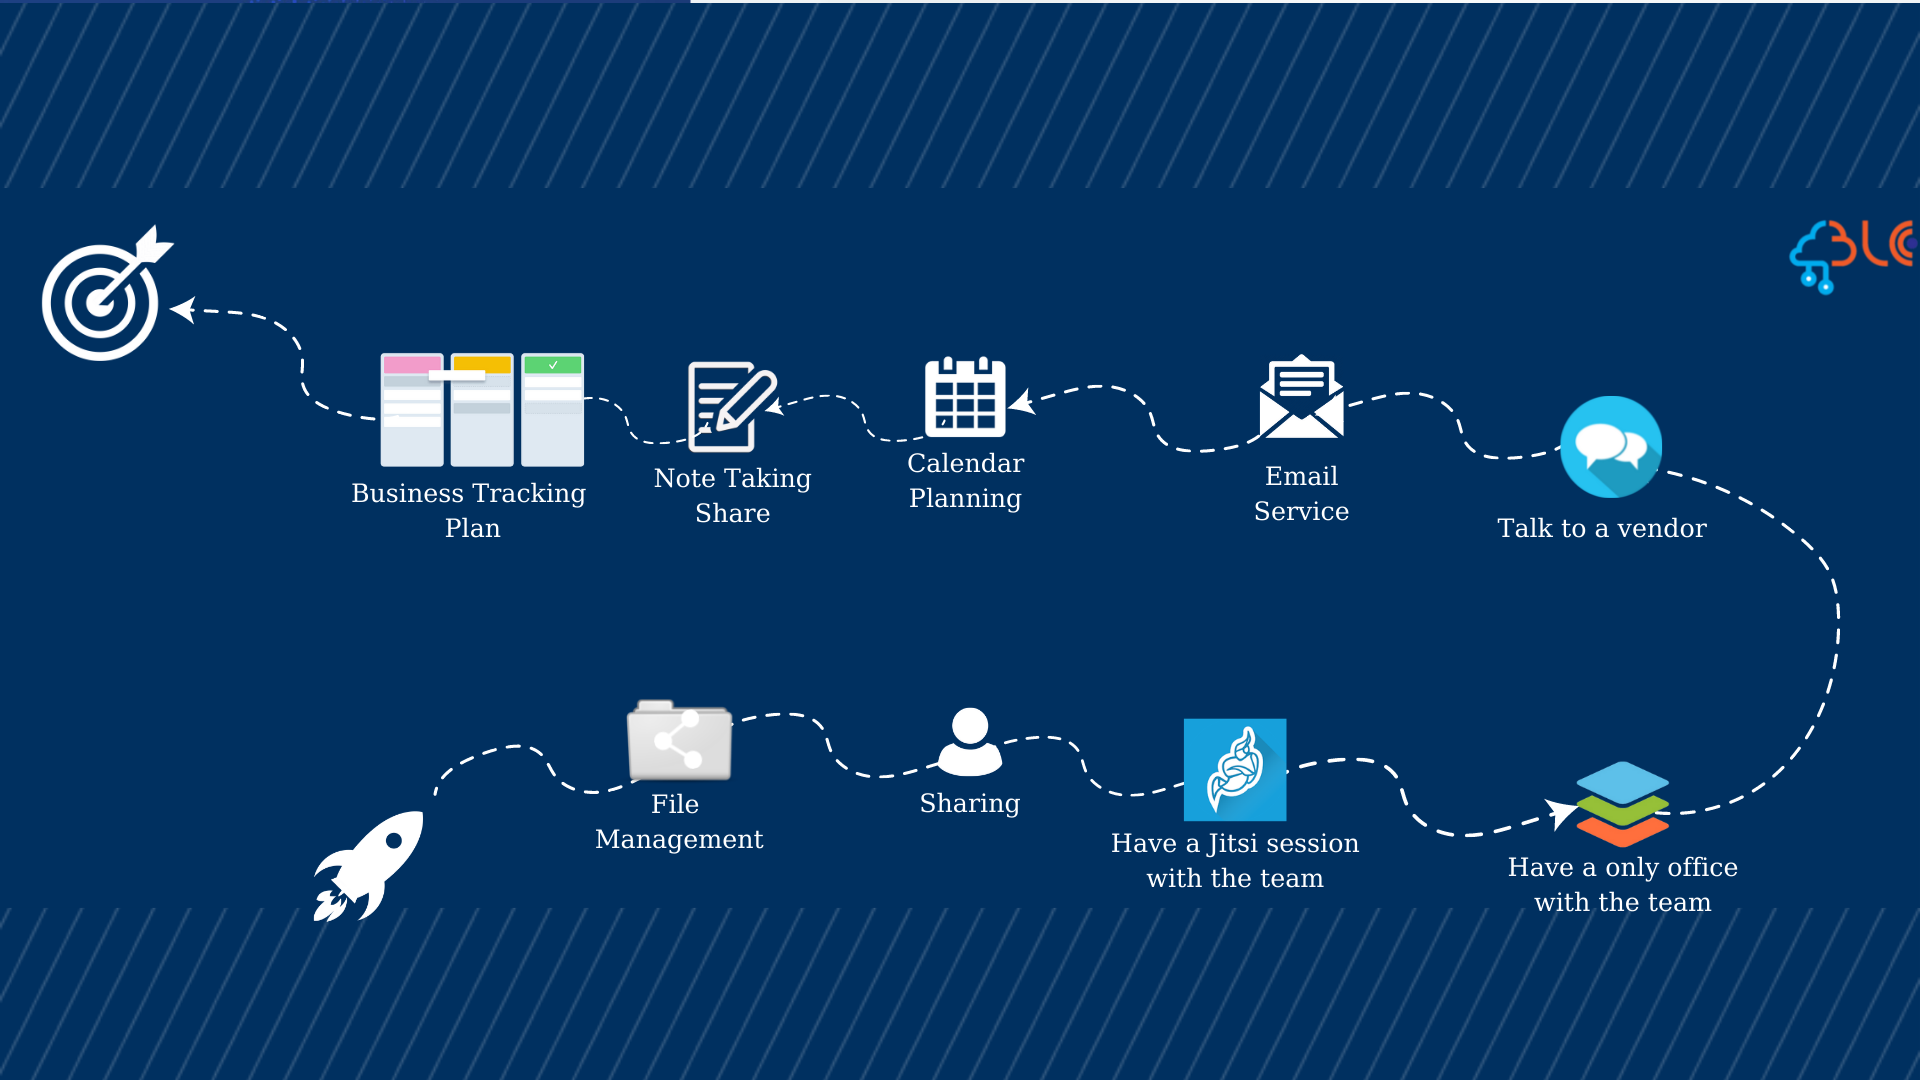 Business Tracking
Plan
Note Taking
Share
Calendar
Planning
Email
Service
Talk to a vendor
File
Management
Sharing
Have a Jitsi session
with the team
Have a only office
with the team